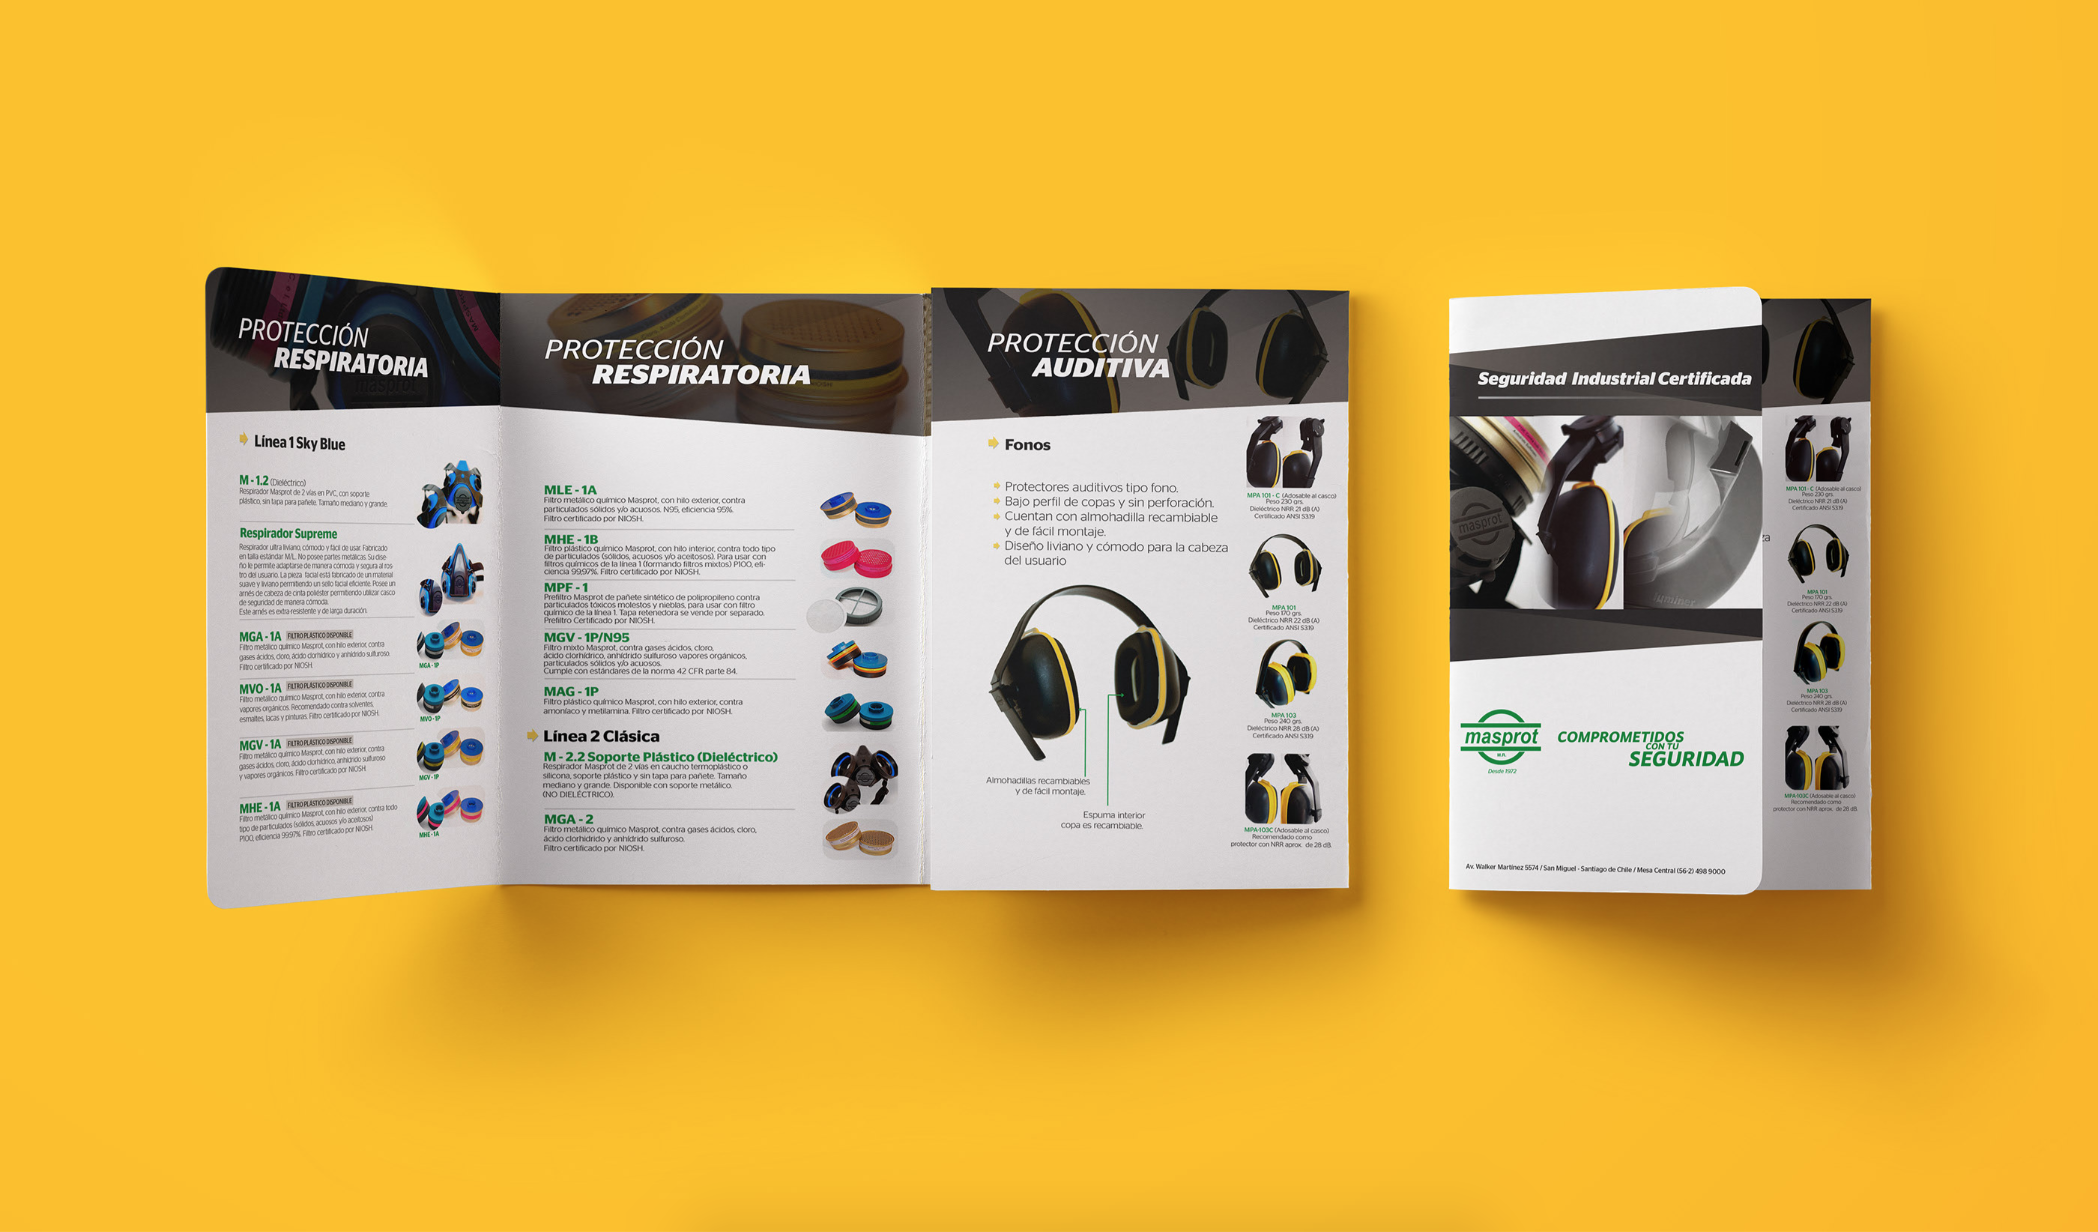 PROTECCIÓN
RESPIRATORIA
Línea 1 Sky Blue
M - 1.2 (Dieléctrico)
Respirador Masprot de 2 vías en PVC, con soporte
plástico, sin tapa para pañete. Tamaño mediano y grande.
Respirador Supreme
Respirador ultra liviano, cómodo y fácil de usar. Fabricado
en talla estándar M/L. No posee partes metálicas. Su dise
ño le permite adaptarse de manera cómoda y segura al ros
tro del usuario. La pieza facial está fabricado de un material
suave y liviano permitiendo un sello facial eficiente. Posee un
arnés de cabeza de cinta poliéster permitiendo utilizar casco
de seguridad de manera cómoda.
Este arnés es extra-resistente y de larga duración.
MGA - 1A FILTRO PLÁSTICO DISPONIBLE
Filtro metálico químico Masprot, con hilo exterior, contra
gases ácidos, cloro, ácido clorhídrico y anhídrido sulfuroso.
Filtro certificado por NIOSH.
MGA - 1P
MVO - 1A FILTRO PLÁSTICO DISPONIBLE
Filtro metálico químico Masprot, con hilo exterior, contra
vapores orgánicos. Recomendado contra solventes,
esmaltes, lacas y pinturas. Filtro certificado por NIOSH.
MVO - 1P
MGV - 1A FILTRO PLÁSTICO DISPONIBLE
Filtro metálico químico Masprot, con hilo exterior, contra
gases ácidos, cloro, ácido clorhídrico, anhídrido sulfuroso
y vapores orgánicos. Filtro certificado por NIOSH.
MGV - 1P
MHE - 1A FILTRO PLÁSTICO DISPONIBLE
Filtro metálico químico Masprot, con hilo exterior, contra todo
tipo de particulados (sólidos, acuosos y/o aceitosos)
P100, eficiencia 99,97%. Filtro certificado por NIOSH.
MHE - 1A
PROTECCIÓN
RESPIRATORIA
MLE - 1A
Filtro metálico químico Masprot, con hilo exterior, contra
particulados sólidos y/o acuosos. N95, eficiencia 95%.
Filtro certificado por NIOSH.
MHE - 1B
Filtro plástico químico Masprot, con hilo interior, contra todo tipo
de particulados (sólidos, acuosos y/o aceitosos). Para usar con
filtros químicos de la línea 1 (formando filtros mixtos) P100, efi-
ciencia 99,97%. Filtro certificado por NIOSH.
MPF - 1
Prefiltro Masprot de pañete sintético de polipropileno contra
particulados tóxicos molestos y nieblas, para usar con filtro
químico de la línea 1. Tapa retenedora se vende por separado.
Prefiltro Certificado por NIOSH.
MGV - 1P/N95
Filtro mixto Masprot, contra gases ácidos, cloro,
ácido clorhídrico, anhídrido sulfuroso vapores orgánicos,
particulados sólidos y/o acuosos.
Cumple con estándares de la norma 42 CFR parte 84.
MAG - 1P
Filtro plástico químico Masprot, con hilo exterior, contra
amoníaco y metilamina. Filtro certificado por NIOSH.
Línea 2 Clásica
M - 2.2 Soporte Plástico (Dieléctrico)
Respirador Masprot de 2 vías en caucho termoplástico o
silicona, soporte plástico y sin tapa para pañete. Tamaño
mediano y grande. Disponible con soporte metálico.
(NO DIELÉCTRICO).
MGA - 2
Filtro metálico químico Masprot, contra gases ácidos, cloro,
ácido clorhidrido y anhídrido sulfuroso.
Filtro certificado por NIOSH.
PROTECCIÓN
AUDITIVA
Fonos
Protectores auditivos tipo fono.
Bajo perfil de copas y sin perforación.
Cuentan con almohadilla recambiable
y de fácil montaje.
Diseño liviano y cómodo para la cabeza
del usuario
Almohadillas recambiables
y de fácil montaje.
Espuma interior
copa es recambiable.
MPA 101 - C (Adosable al casco)
Peso 230 grs.
Dieléctrico NRR 21 dB (A)
Certificado ANSI S319
MPA 101
Peso 170 grs.
Dieléctrico NRR 22 dB (A)
Certificado ANSI S319
MPA 103
Peso 240 grs.
Dieléctrico NRR 28 dB (A)
Certificado ANSI S319
MPA-103C (Adosable al casco)
Recomendado como
protector con NRR aprox. de 28 dB.
Seguridad Industrial Certificada
masprot
masprot
M.R.
Desde 1972
COMPROMETIDOS
CON TU
SEGURIDAD
Av. Walker Martínez 5574 / San Miguel - Santiago de Chile / Mesa Central (56-2) 498 9000
za
MPA 101 - C (Adosable al casco)
Peso 230 grs.
Dieléctrico NRR 21 dB (A)
Certificado ANSI S319
MPA 101
Peso 170 grs.
Dieléctrico NRR 22 dB (A)
Certificado ANSI S319
MPA 103
Peso 240 grs.
Dieléctrico NRR 28 dB (A)
Certificado ANSI S319
MPA-103C (Adosable al casco)
Recomendado como
protector con NRR aprox. de 28 dB.